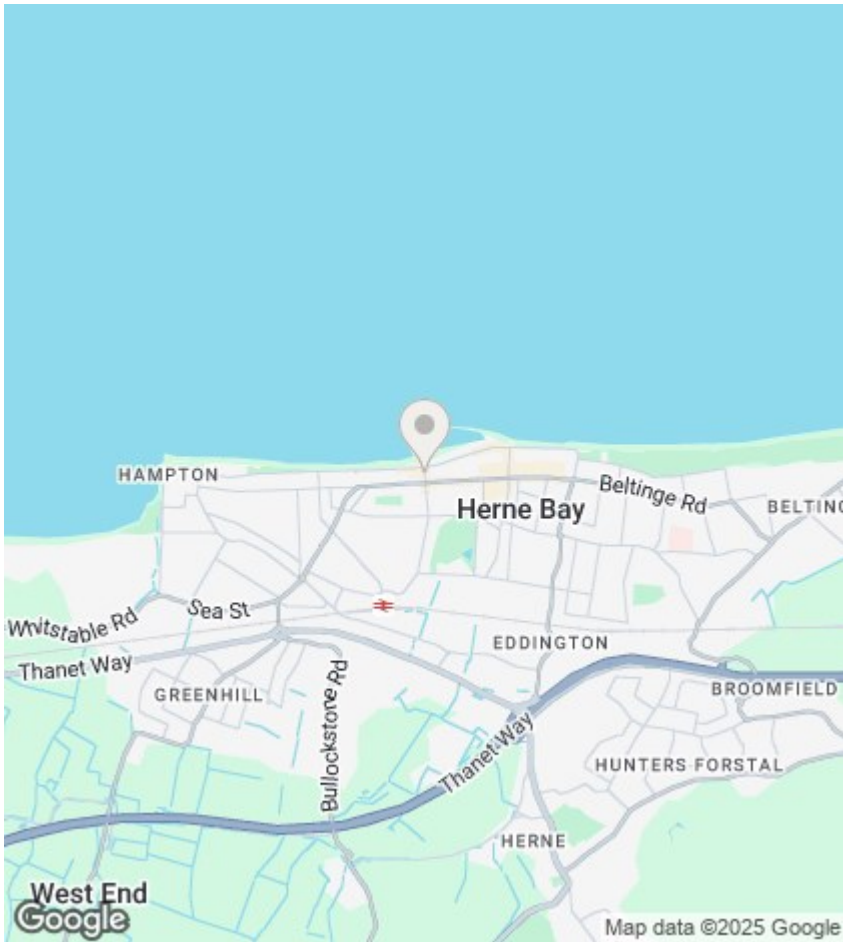 HAMPTON
Herne Bay
Beltinge Rd
BELTING
Whitstable Rd
Sea St
EDDINGTON
Thanet Way
GREENHILL
Bullockstone Rd
BROOMFIELD
Thanet Way
HUNTERS FORSTAL
HERNE
West End
Google
Map data ©2025 Google